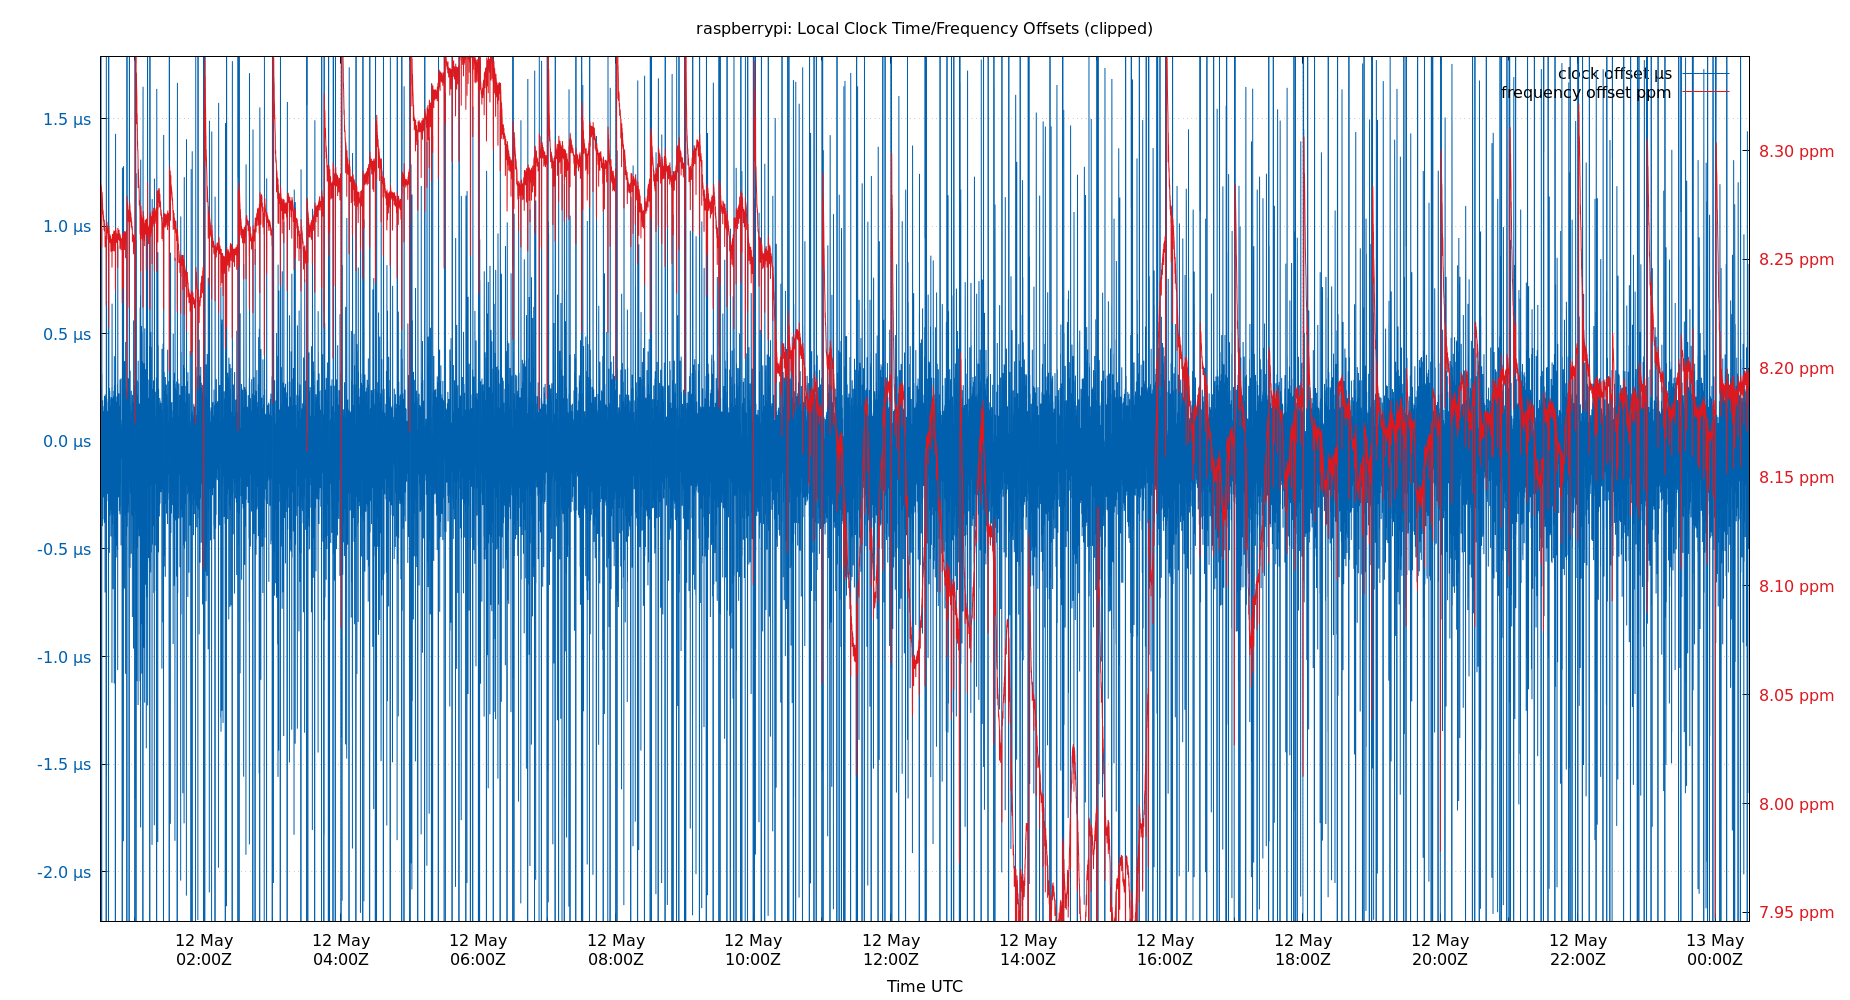 raspberrypi: Local Clock Time/Frequency Offsets (clipped)
clock offset µs
frequency offset ppm
1.5 µs
1.0 µs
0.5 µs
0.0 µs
-0.5 µs
-1.0 µs
-1.5 µs
-2.0 µs
8.30 ppm
8.25 ppm
8.20 ppm
8.15 ppm
8.10 ppm
8.05 ppm
8.00 ppm
7.95 ppm
12 May 12 May 12 May 12 May 12 May 12 May 12 May 12 May 12 May 12 May 12 May 13 May
02:00Z 04:00Z 06:00Z 08:00Z 10:00Z 12:00Z 14:00Z 16:00Z 18:00Z 20:00Z 22:00Z 00:00Z
Time UTC